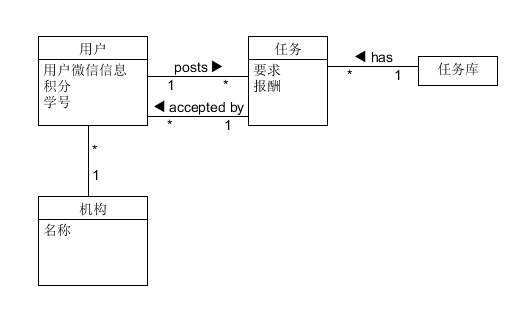 用户
用户微信信息
积分
学号
posts ▶
1
*
◀ accepted by
*
1
任务
要求
报酬
◀ has
*
1
任务库
*
1
机构
名称